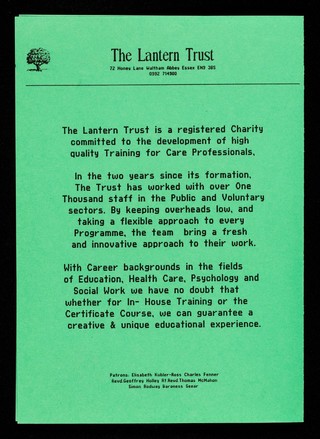 The Lantern Trust
72 Honey Lane Waltham Abbey Essex EN9 3BS
0992 714900
The Lantern Trust is a registered Charity
committed to the development of high
quality Training for Care Professionals.
In the two years since its formation,
The Trust has worked with over One
Thousand staff in the Public and Voluntary
sectors. By keeping overheads low, and
taking a flexible approach to every
Programme, the team bring a fresh
and innovative approach to their work.
With Career backgrounds in the fields
of Education, Health Care, Psychology and
Social Work we have no doubt that
whether for In- House Training or the
Certificate Course, we can guarantee a
creative & unique educational experience.
Patrons: Elisabeth Kubler-Ross Charles Farmer
Revd.Geoffrey Holley Rt.Revd.Thomas McMahon
Simon Rodway Baroness Seear